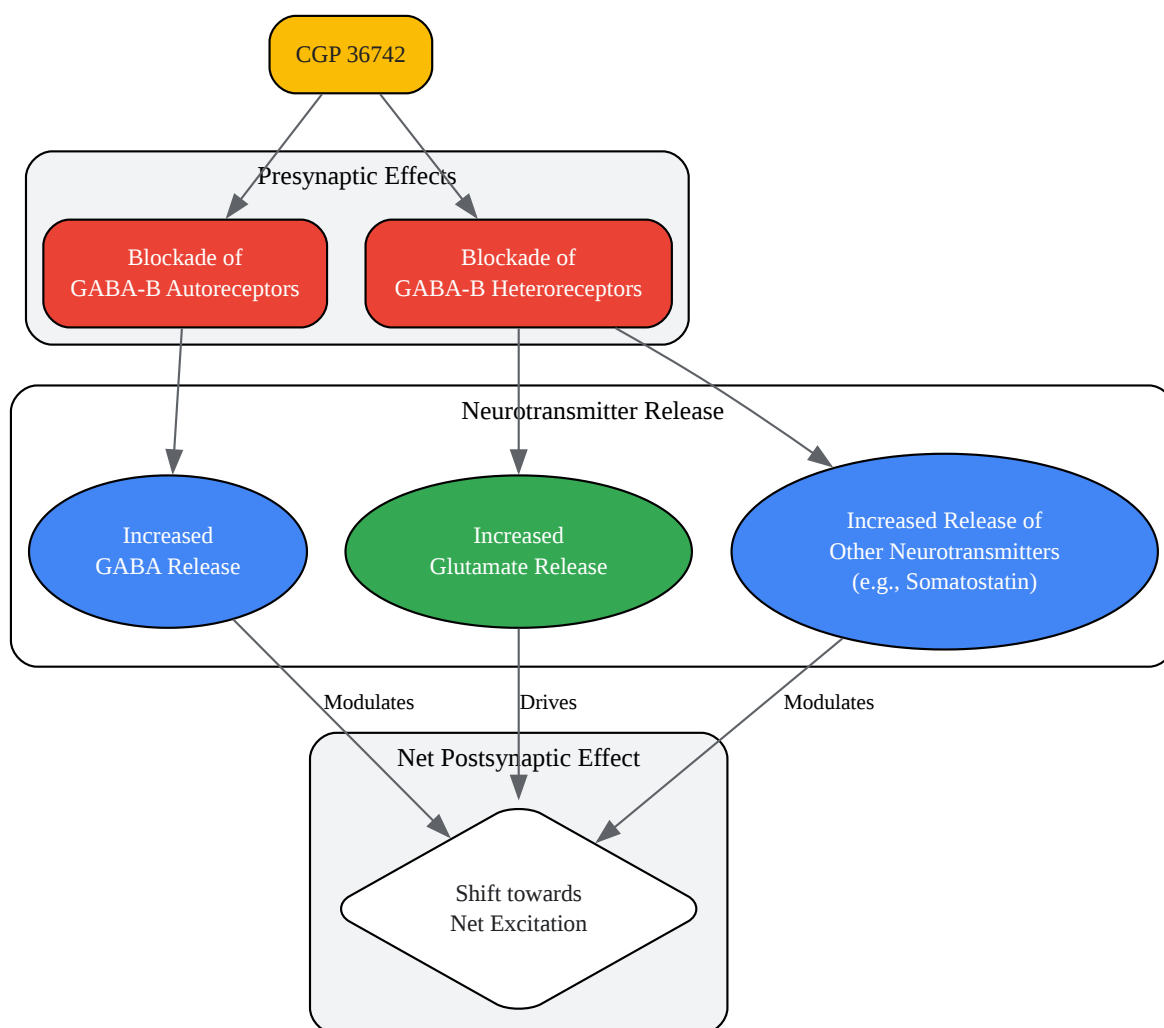 CGP 36742
Presynaptic Effects
Blockade of
GABA-B Autoreceptors
Blockade of
GABA-B Heteroreceptors
Neurotransmitter Release
Increased
GABA Release
Increased
Glutamate Release
Increased Release of
Other Neurotransmitters
(e.g., Somatostatin)
Modulates
Drives
Modulates
Net Postsynaptic Effect
Shift towards
Net Excitation